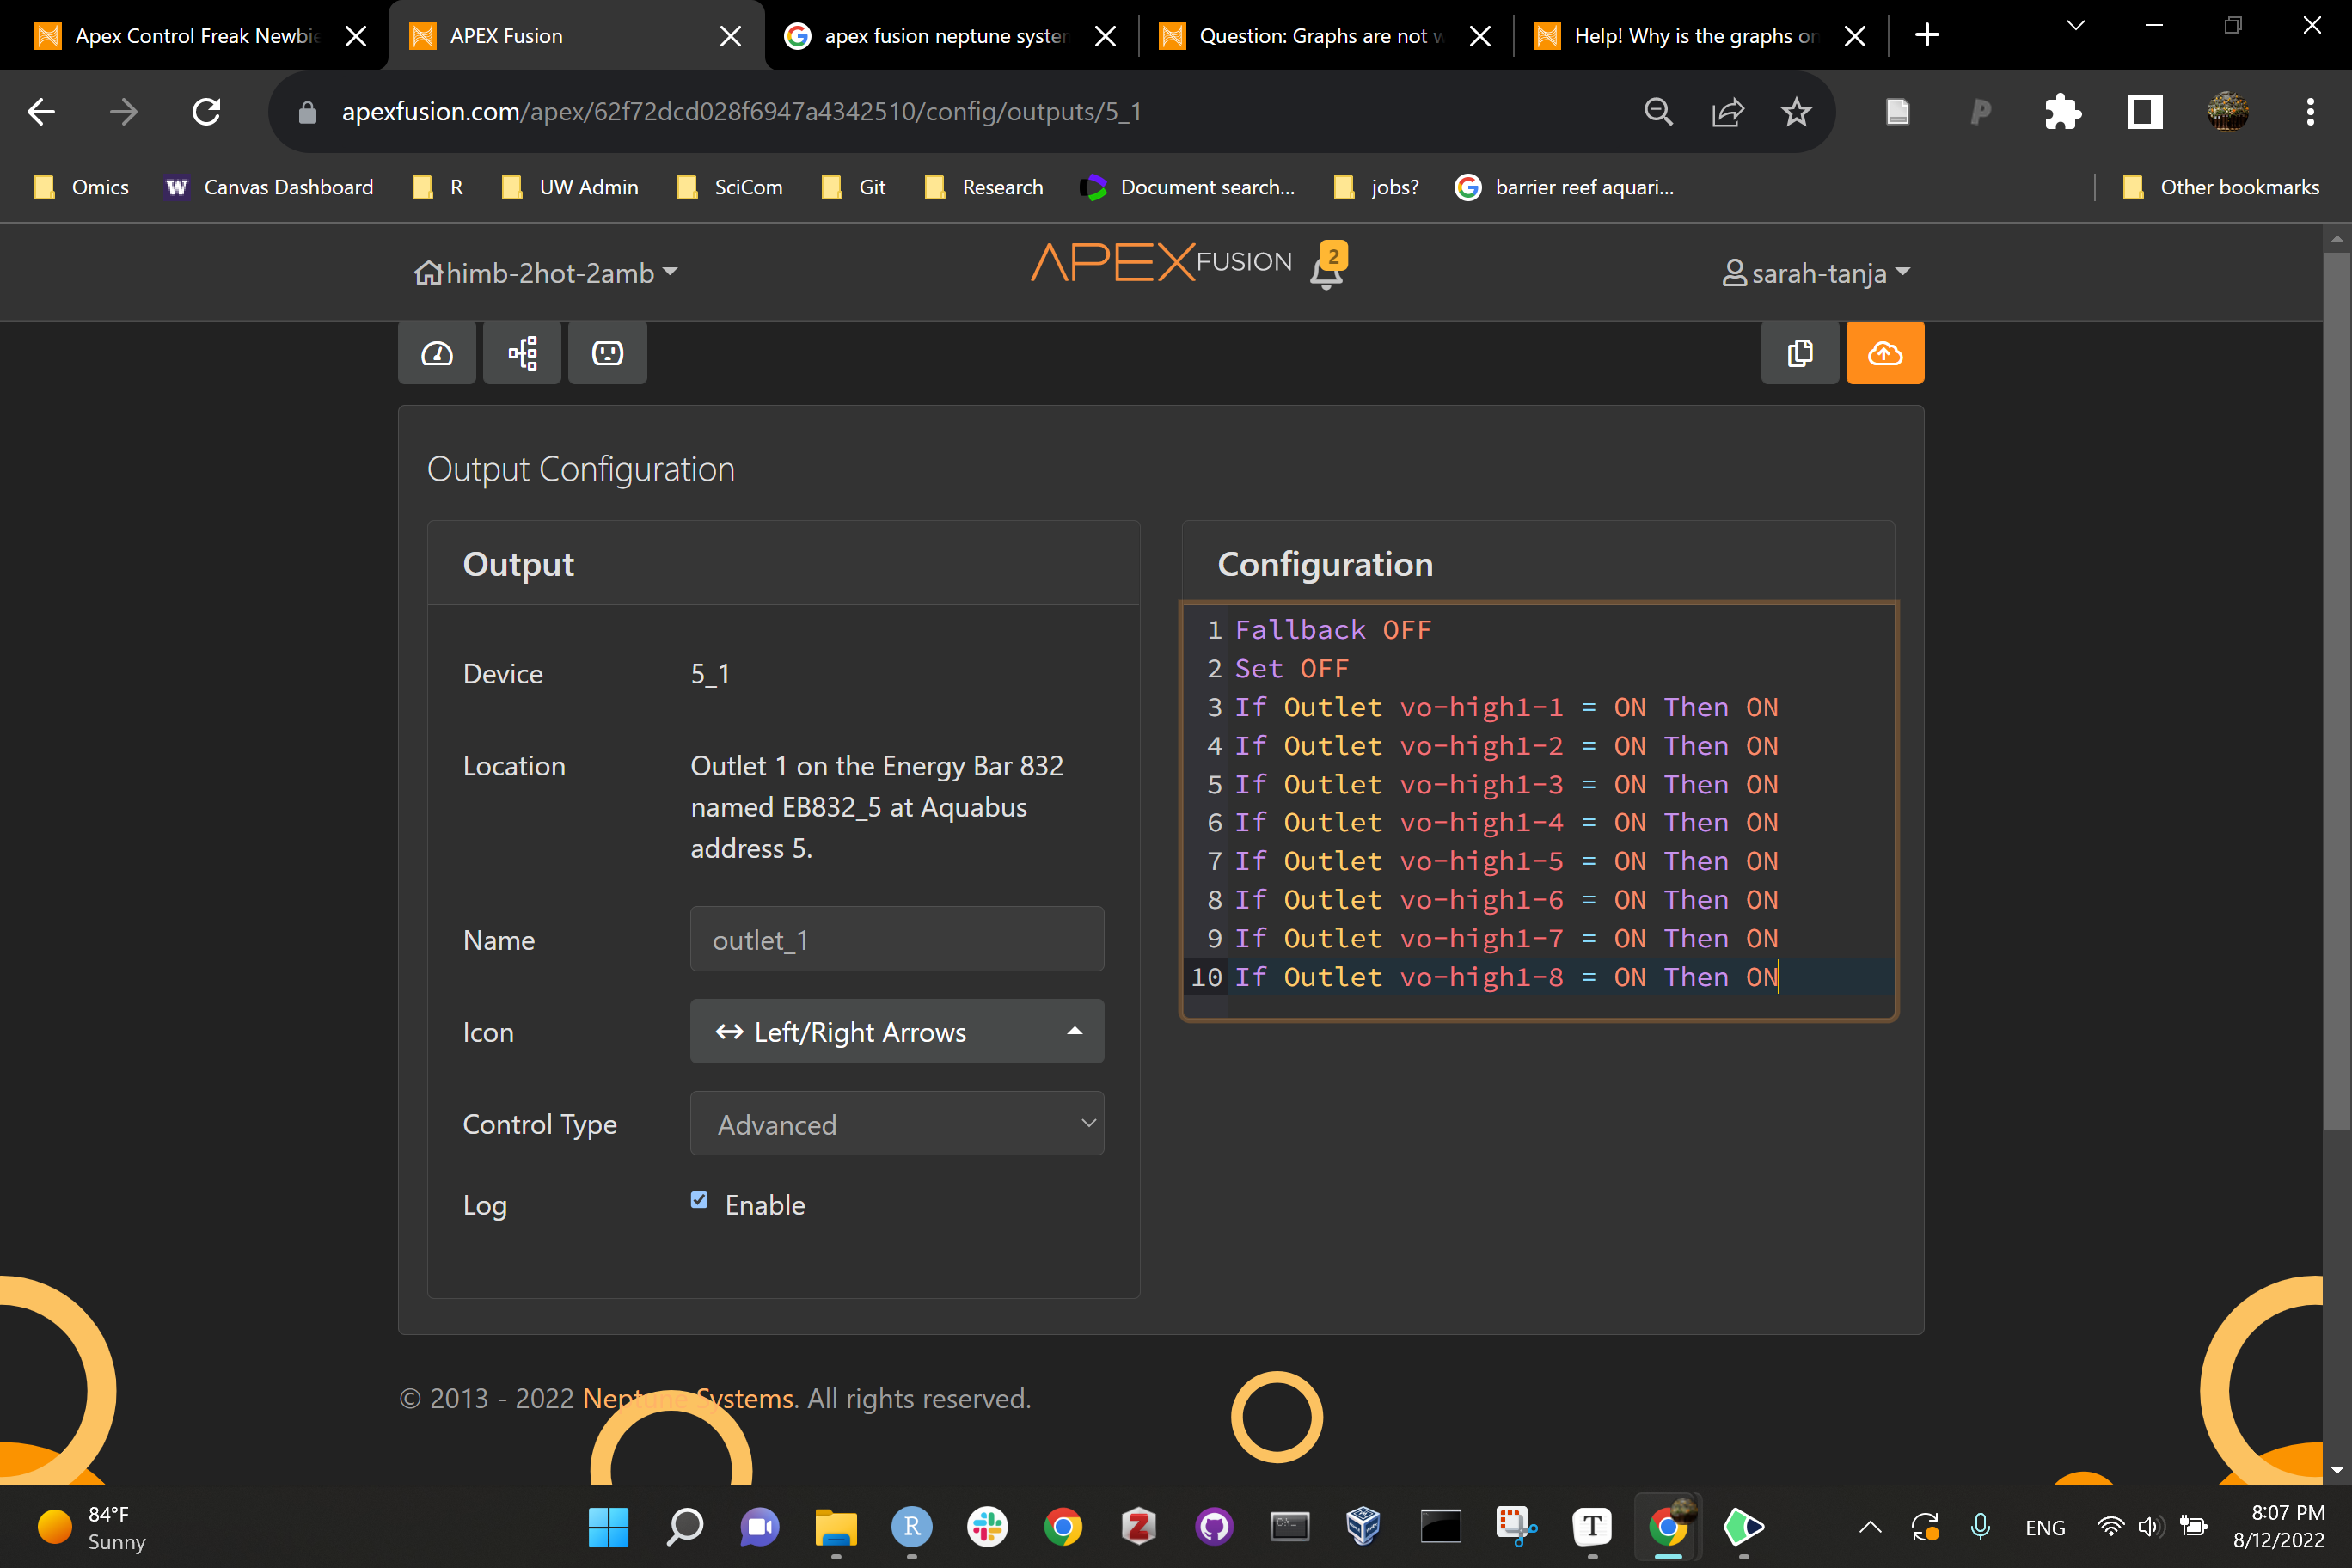 Apex Control Freak Newbie
APEX Fusion
apex fusion neptune system
Question: Graphs are not w
Help! Why is the graphs on
apexfusion.com/apex/62f72dcd028f6947a4342510/config/outputs/5_1
Omics
Canvas Dashboard
R
UW Admin
SciCom
Git
Research
Document search...
jobs?
barrier reef aquari...
Other bookmarks
himb-2hot-2amb
APEX FUSION
2
sarah-tanja
Output Configuration
Output
Device 5_1
Location Outlet 1 on the Energy Bar 832
named EB832_5 at Aquabus
address 5.
Name outlet_1
Icon Left/Right Arrows
Control Type Advanced
Log Enable
Configuration
1 Fallback OFF
2 Set OFF
3 If Outlet vo-high1-1 = ON Then ON
4 If Outlet vo-high1-2 = ON Then ON
5 If Outlet vo-high1-3 = ON Then ON
6 If Outlet vo-high1-4 = ON Then ON
7 If Outlet vo-high1-5 = ON Then ON
8 If Outlet vo-high1-6 = ON Then ON
9 If Outlet vo-high1-7 = ON Then ON
10 If Outlet vo-high1-8 = ON Then ON
© 2013 - 2022 Neptune Systems. All rights reserved.
84°F
Sunny
ENG
8:07 PM
8/12/2022